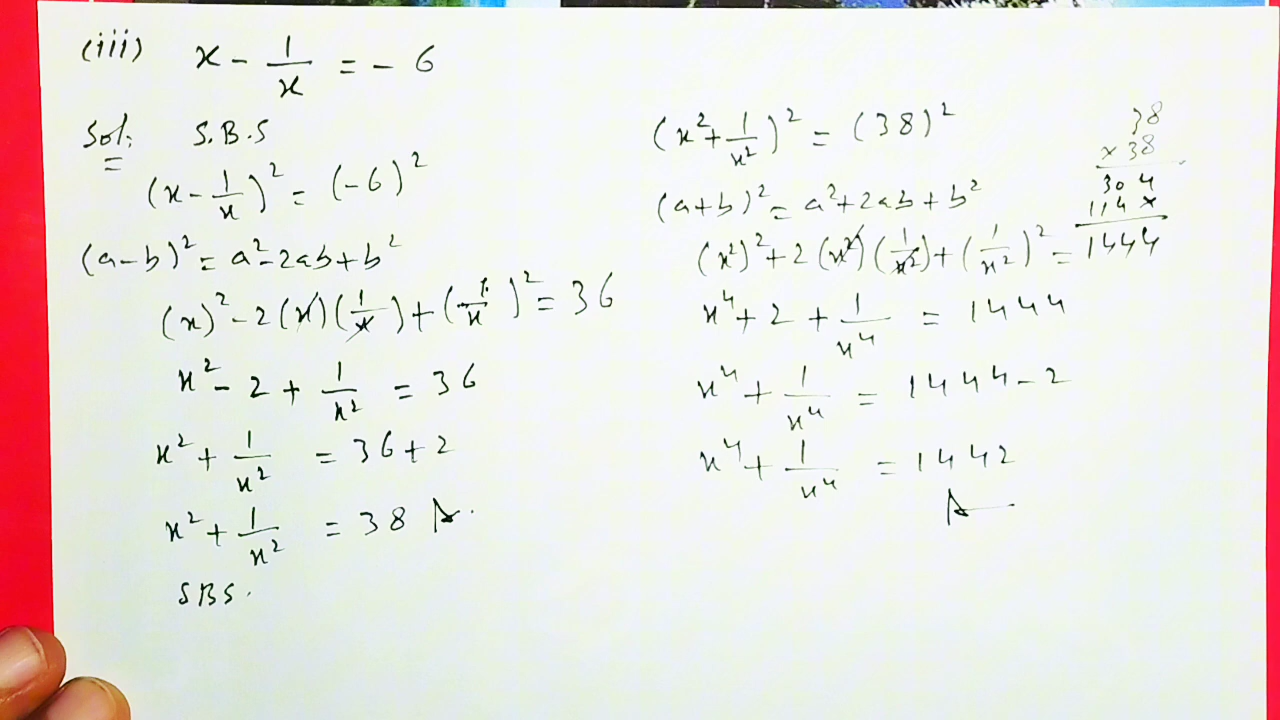 (iii) x - 1/x = - 6
Sol: S.B.S
(x - 1/x)² = (-6)²
(a-b)² = a² - 2ab + b²
(x)² - 2(x)(1/x) + (1/x)² = 36
x² - 2 + 1/x² = 36
x² + 1/x² = 36 + 2
x² + 1/x² = 38 A.
SBS.
(x² + 1/x²)² = (38)²
(a+b)² = a² + 2ab + b²
(x²)² + 2(x²)(1/x²) + (1/x²)² = 1444
x⁴ + 2 + 1/x⁴ = 1444
x⁴ + 1/x⁴ = 1444 - 2
x⁴ + 1/x⁴ = 1442
A
38
× 38
304
114 ×